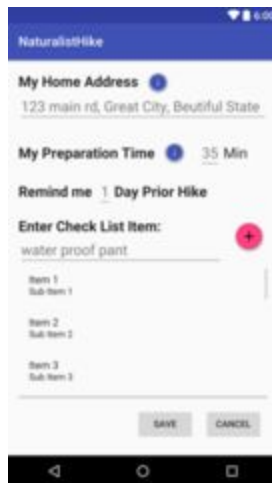 6:00
NaturalistHike
My Home Address i
123 main rd, Great City, Beutiful State
My Preparation Time i 35 Min
Remind me 1 Day Prior Hike
Enter Check List Item:
water proof pant +
Item 1
Sub Item 1
Item 2
Sub Item 2
Item 3
Sub Item 3
SAVE CANCEL